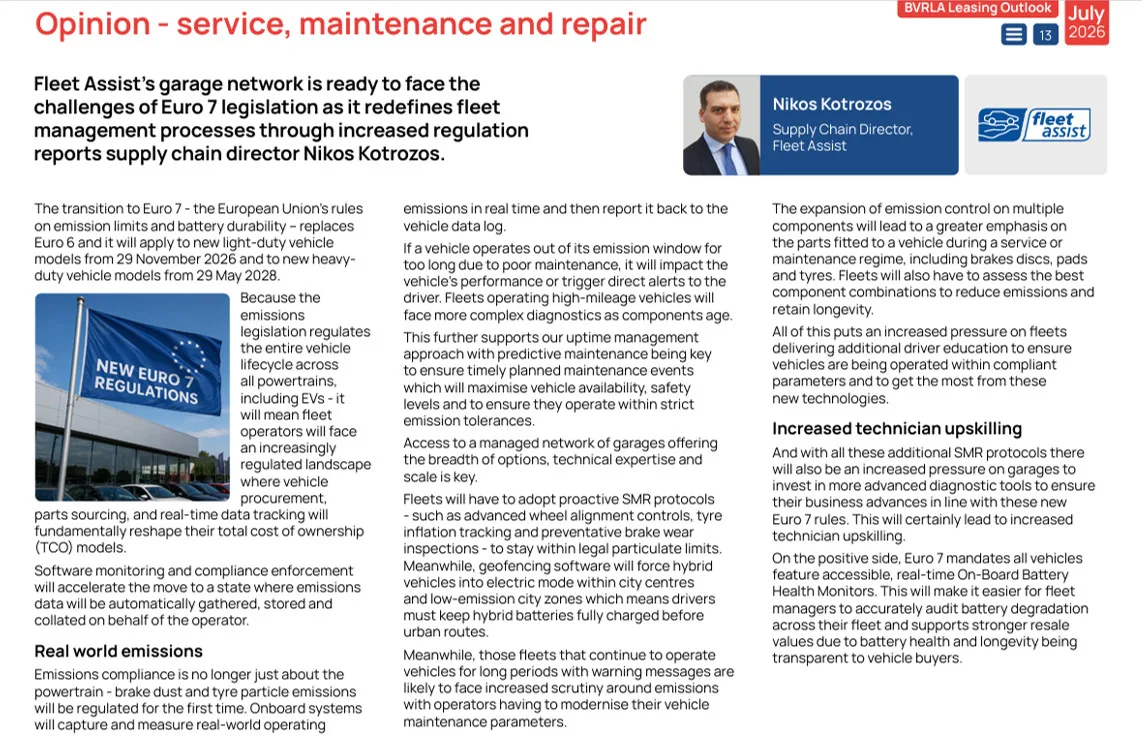 Opinion - service, maintenance and repair
BVRLA Leasing Outlook
13
July
2026
Fleet Assist's garage network is ready to face the
challenges of Euro 7 legislation as it redefines fleet
management processes through increased regulation
reports supply chain director Nikos Kotrozos.
Nikos Kotrozos
Supply Chain Director,
Fleet Assist
fleet
assist
The transition to Euro 7 - the European Union's rules
on emission limits and battery durability – replaces
Euro 6 and it will apply to new light-duty vehicle
models from 29 November 2026 and to new heavy-
duty vehicle models from 29 May 2028.
NEW EURO 7
REGULATIONS
Because the
emissions
legislation regulates
the entire vehicle
lifecycle across
all powertrains,
including EVs - it
will mean fleet
operators will face
an increasingly
regulated landscape
where vehicle
procurement,
parts sourcing, and real-time data tracking will
fundamentally reshape their total cost of ownership
(TCO) models.
Software monitoring and compliance enforcement
will accelerate the move to a state where emissions
data will be automatically gathered, stored and
collated on behalf of the operator.
Real world emissions
Emissions compliance is no longer just about the
powertrain - brake dust and tyre particle emissions
will be regulated for the first time. Onboard systems
will capture and measure real-world operating
emissions in real time and then report it back to the
vehicle data log.
If a vehicle operates out of its emission window for
too long due to poor maintenance, it will impact the
vehicle's performance or trigger direct alerts to the
driver. Fleets operating high-mileage vehicles will
face more complex diagnostics as components age.
This further supports our uptime management
approach with predictive maintenance being key
to ensure timely planned maintenance events
which will maximise vehicle availability, safety
levels and to ensure they operate within strict
emission tolerances.
Access to a managed network of garages offering
the breadth of options, technical expertise and
scale is key.
Fleets will have to adopt proactive SMR protocols
- such as advanced wheel alignment controls, tyre
inflation tracking and preventative brake wear
inspections - to stay within legal particulate limits.
Meanwhile, geofencing software will force hybrid
vehicles into electric mode within city centres
and low-emission city zones which means drivers
must keep hybrid batteries fully charged before
urban routes.
Meanwhile, those fleets that continue to operate
vehicles for long periods with warning messages are
likely to face increased scrutiny around emissions
with operators having to modernise their vehicle
maintenance parameters.
The expansion of emission control on multiple
components will lead to a greater emphasis on
the parts fitted to a vehicle during a service or
maintenance regime, including brakes discs, pads
and tyres. Fleets will also have to assess the best
component combinations to reduce emissions and
retain longevity.
All of this puts an increased pressure on fleets
delivering additional driver education to ensure
vehicles are being operated within compliant
parameters and to get the most from these
new technologies.
Increased technician upskilling
And with all these additional SMR protocols there
will also be an increased pressure on garages to
invest in more advanced diagnostic tools to ensure
their business advances in line with these new
Euro 7 rules. This will certainly lead to increased
technician upskilling.
On the positive side, Euro 7 mandates all vehicles
feature accessible, real-time On-Board Battery
Health Monitors. This will make it easier for fleet
managers to accurately audit battery degradation
across their fleet and supports stronger resale
values due to battery health and longevity being
transparent to vehicle buyers.